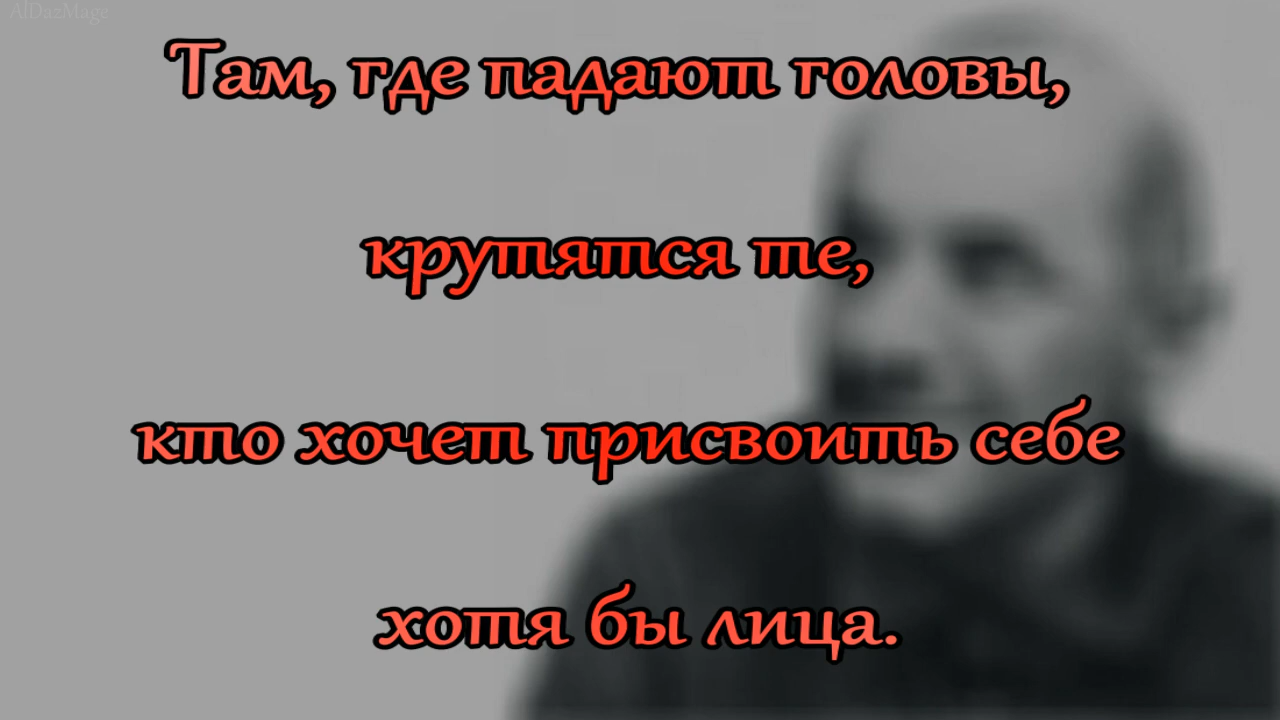 AlDazMage
Там, где падают головы,
крутятся те,
кто хочет присвоить себе
хотя бы лица.